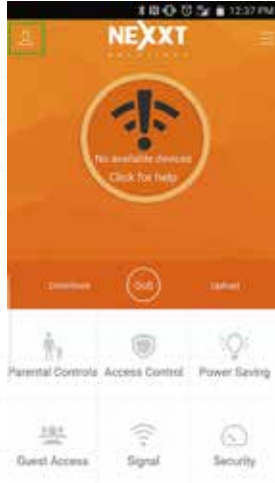 12:37 PM
NEXXT
SOLUTIONS
No available devices
Click for help
Download
QoS
Upload
Parental Controls Access Control Power Saving
Guest Access Signal Security